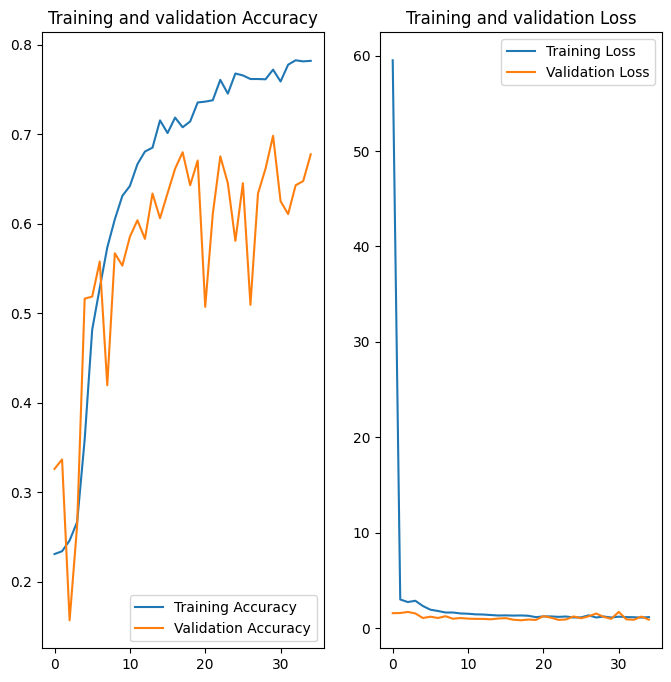 Training and validation Accuracy
0.8
0.7
0.6
0.5
0.4
0.3
0.2
0 10 20 30
Training Accuracy
Validation Accuracy
Training and validation Loss
60
50
40
30
20
10
0
0 10 20 30
Training Loss
Validation Loss